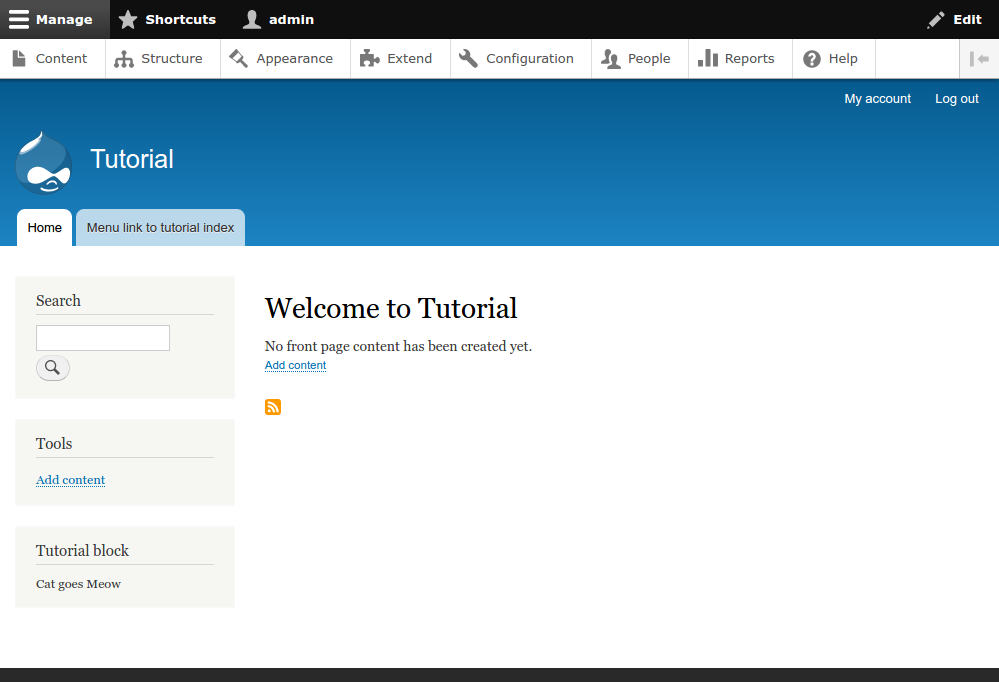 Manage Shortcuts admin Edit
Content Structure Appearance Extend Configuration People Reports Help
My account Log out
Tutorial
Home Menu link to tutorial index
Search
Welcome to Tutorial
No front page content has been created yet.
Add content
Tools
Add content
Tutorial block
Cat goes Meow